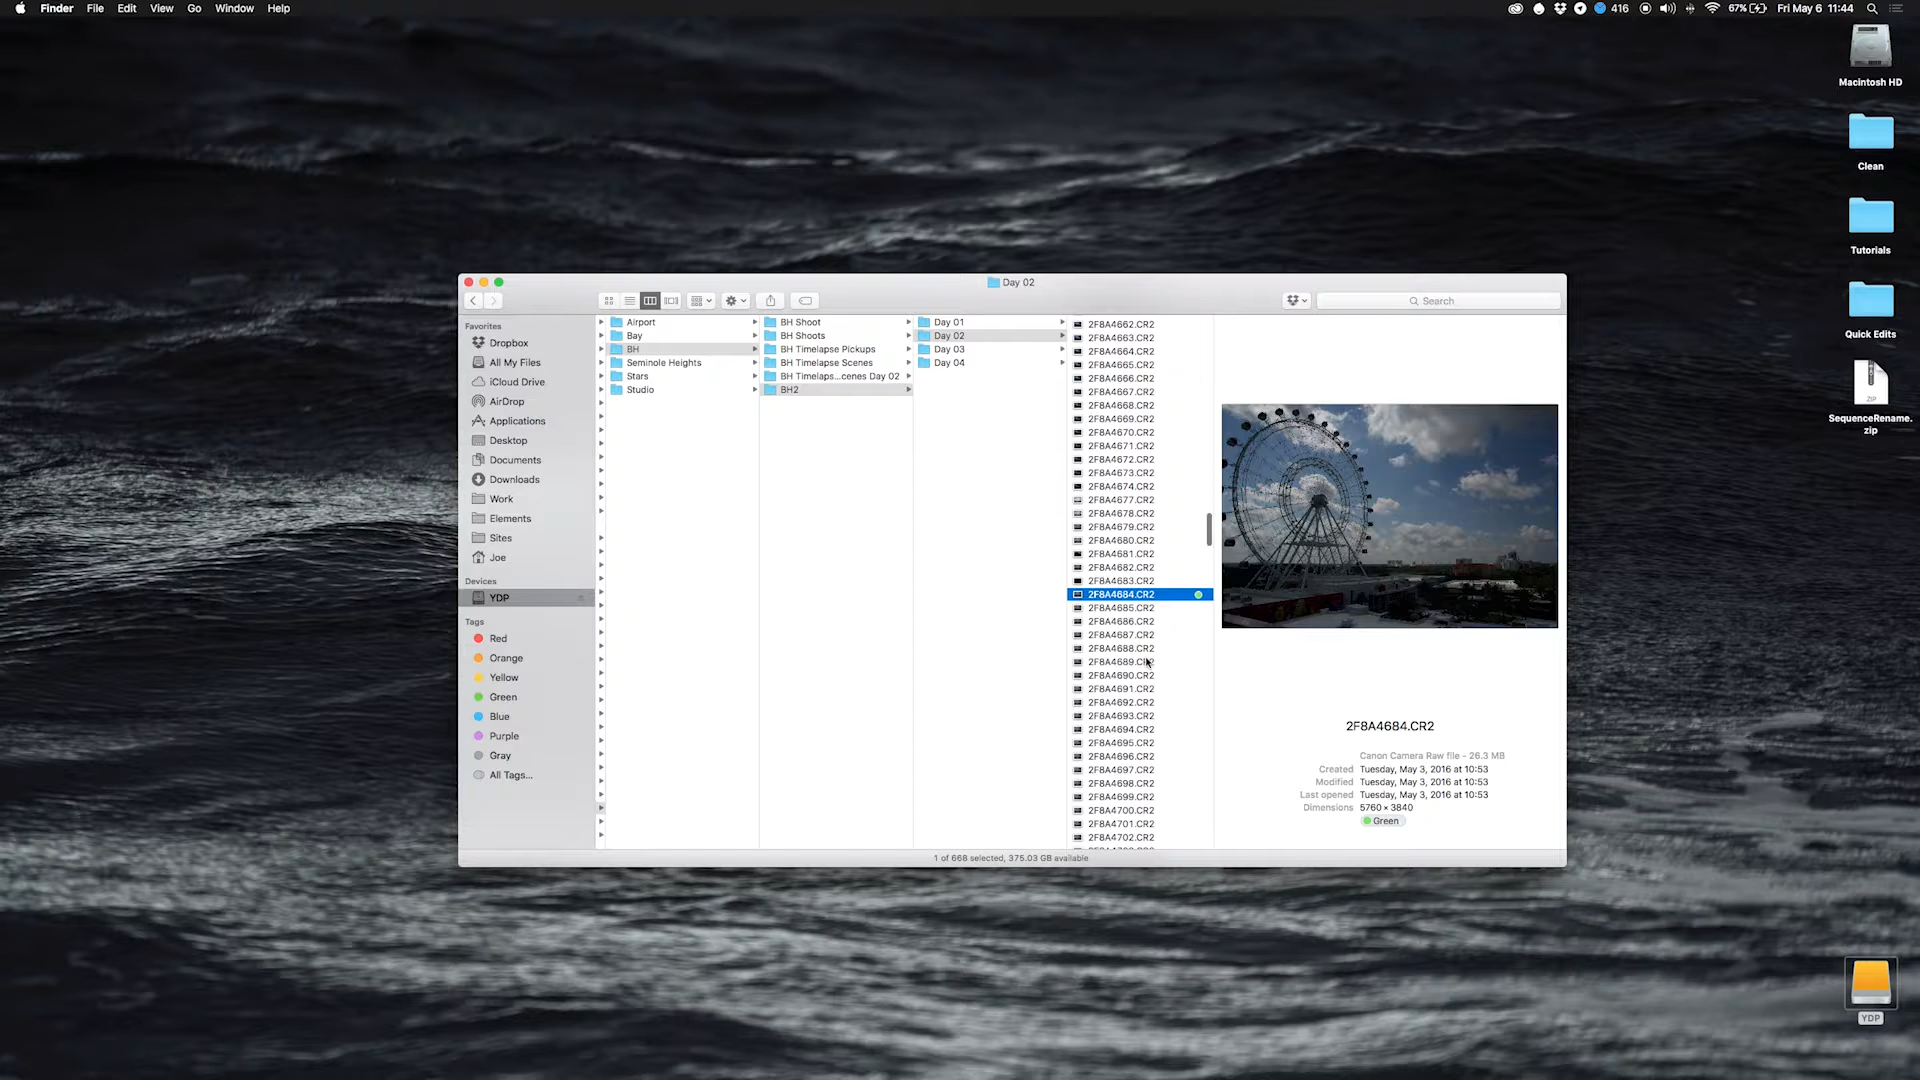 Finder File Edit View Go Window Help
416 67% Fri May 6 11:44
Macintosh HD
Clean
Tutorials
Quick Edits
ZIP
SequenceRename.
zip
YDP
Day 02
Search
Favorites
Dropbox
All My Files
iCloud Drive
AirDrop
Applications
Desktop
Documents
Downloads
Work
Elements
Sites
Joe
Devices
YDP
Tags
Red
Orange
Yellow
Green
Blue
Purple
Gray
All Tags...
Airport
Bay
BH
Seminole Heights
Stars
Studio
BH Shoot
BH Shoots
BH Timelapse Pickups
BH Timelapse Scenes
BH Timelaps...cenes Day 02
BH2
Day 01
Day 02
Day 03
Day 04
2F8A4662.CR2
2F8A4663.CR2
2F8A4664.CR2
2F8A4665.CR2
2F8A4666.CR2
2F8A4667.CR2
2F8A4668.CR2
2F8A4669.CR2
2F8A4670.CR2
2F8A4671.CR2
2F8A4672.CR2
2F8A4673.CR2
2F8A4674.CR2
2F8A4677.CR2
2F8A4678.CR2
2F8A4679.CR2
2F8A4680.CR2
2F8A4681.CR2
2F8A4682.CR2
2F8A4683.CR2
2F8A4684.CR2
2F8A4685.CR2
2F8A4686.CR2
2F8A4687.CR2
2F8A4688.CR2
2F8A4689.CR2
2F8A4690.CR2
2F8A4691.CR2
2F8A4692.CR2
2F8A4693.CR2
2F8A4694.CR2
2F8A4695.CR2
2F8A4696.CR2
2F8A4697.CR2
2F8A4698.CR2
2F8A4699.CR2
2F8A4700.CR2
2F8A4701.CR2
2F8A4702.CR2
2F8A4684.CR2
Canon Camera Raw file - 26.3 MB
Created Tuesday, May 3, 2016 at 10:53
Modified Tuesday, May 3, 2016 at 10:53
Last opened Tuesday, May 3, 2016 at 10:53
Dimensions 5760 × 3840
Green
1 of 668 selected, 375.03 GB available